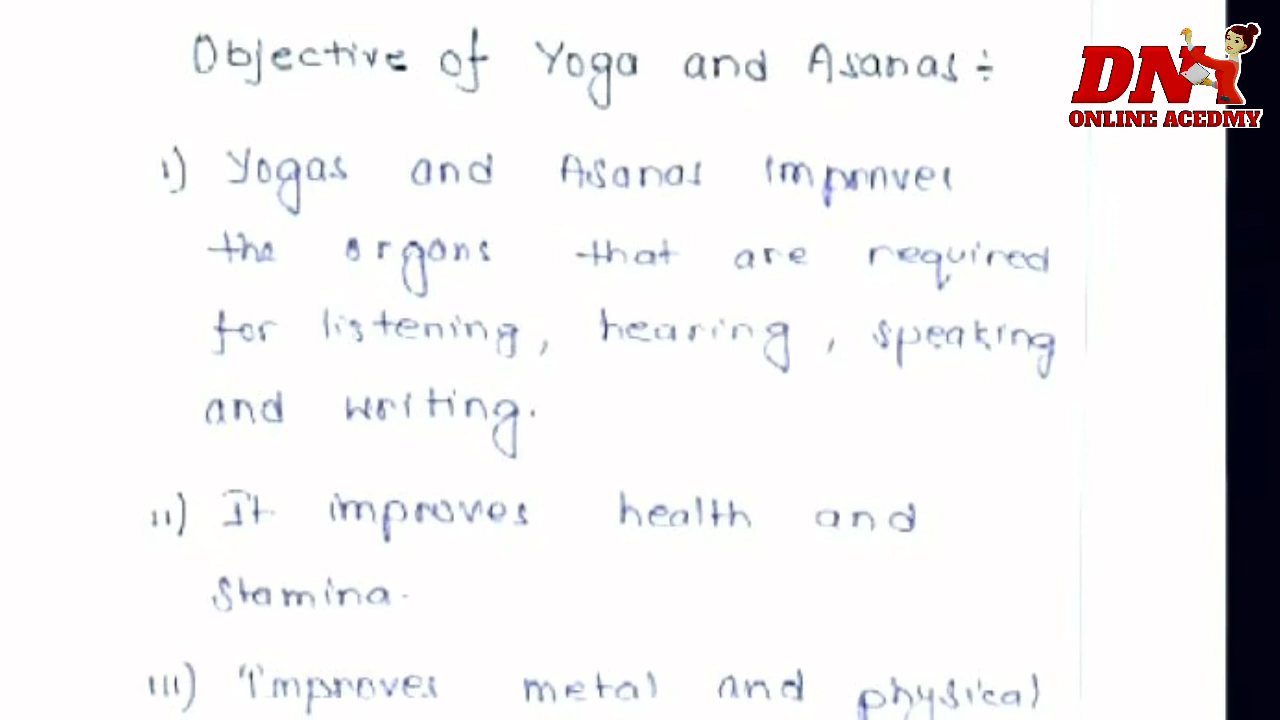 Objective of Yoga and Asanas ÷
DN
ONLINE ACEDMY
i) Yogas and Asanas Improves
the organs that are required
for listening, hearing, speaking
and writing.
ii) It improves health and
Stamina.
iii) Improves metal and physical